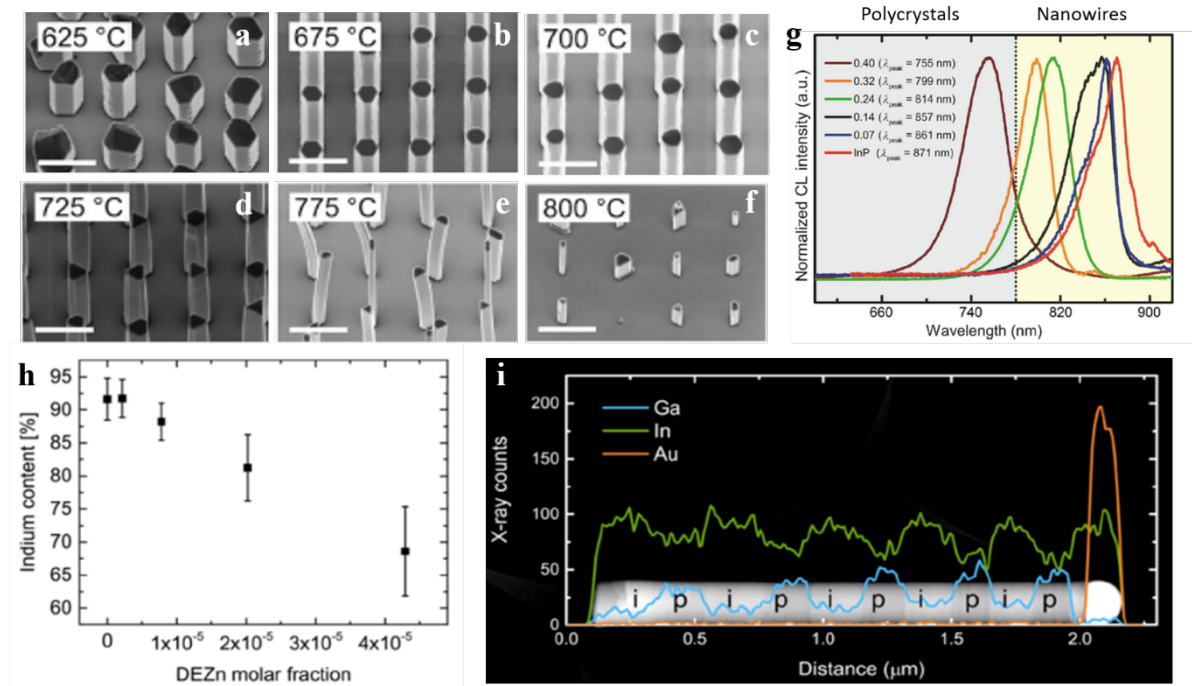 625 °C a
675 °C b
700 °C c
725 °C d
775 °C e
800 °C f
Polycrystals Nanowires
g
0.40 (λpeak = 755 nm)
0.32 (λpeak = 799 nm)
0.24 (λpeak = 814 nm)
0.14 (λpeak = 857 nm)
0.07 (λpeak = 861 nm)
InP (λpeak = 871 nm)
Normalized CL intensity (a.u.)
660 740 820 900
Wavelength (nm)
h
Indium content [%]
95
90
85
80
75
70
65
60
0 1x10⁻⁵ 2x10⁻⁵ 3x10⁻⁵ 4x10⁻⁵
DEZn molar fraction
i
X-ray counts
200
150
100
50
0
Ga
In
Au
i p i p i p i p i p
0.0 0.5 1.0 1.5 2.0
Distance (μm)